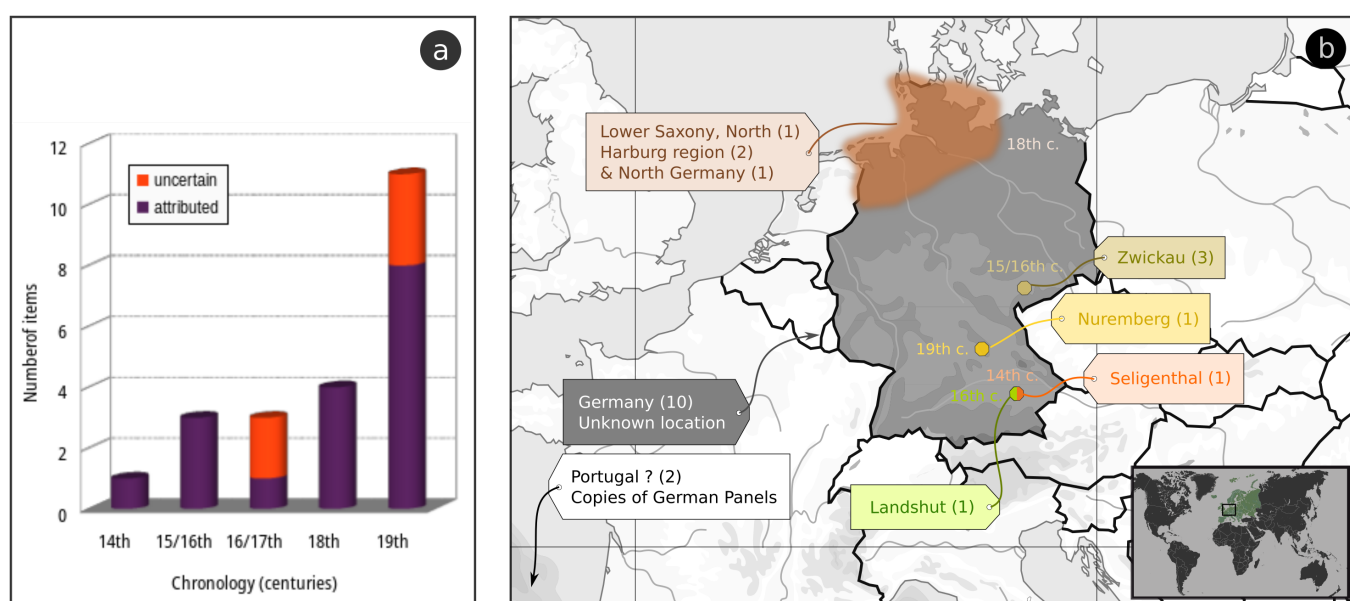 a
12
10
8
6
4
2
0
Numberof items
uncertain
attributed
14th
15/16th
16/17th
18th
19th
Chronology (centuries)
b
Lower Saxony, North (1)
Harburg region (2)
& North Germany (1)
18th c.
15/16th c.
Zwickau (3)
Nuremberg (1)
19th c.
14th c.
Seligenthal (1)
16th c.
Germany (10)
Unknown location
Portugal ? (2)
Copies of German Panels
Landshut (1)